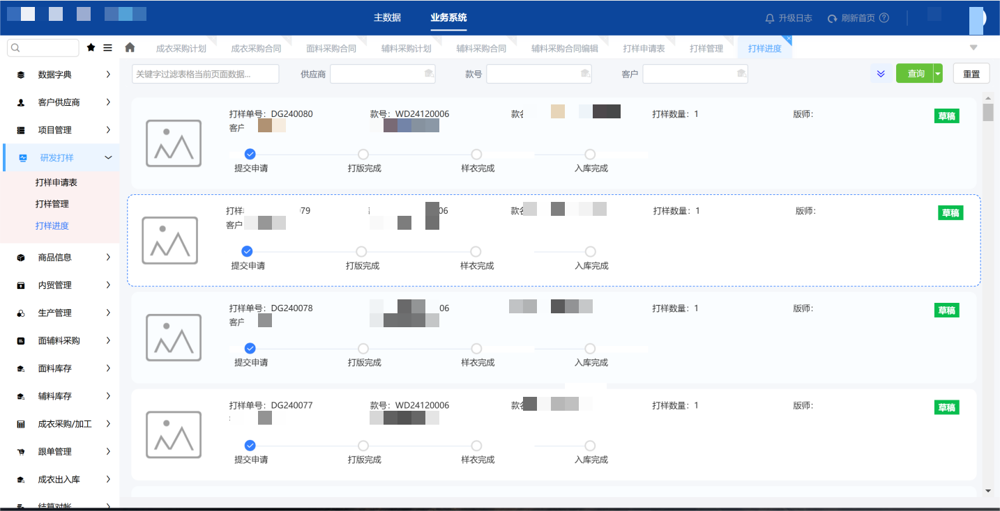 主数据 业务系统 升级日志 刷新首页
成衣采购计划 成衣采购合同 面料采购合同 辅料采购计划 辅料采购合同 辅料采购合同编辑 打样申请表 打样管理 打样进度
关键字过滤表格当前页面数据... 供应商 款号 客户 查询 重置
数据字典
客户供应商
项目管理
研发打样
打样申请表
打样管理
打样进度
商品信息
内贸管理
生产管理
面辅料采购
面料库存
辅料库存
成衣采购/加工
跟单管理
成衣出入库
结算对帐
打样单号：DG240080 款号：WD24120006 款名 打样数量：1 版师： 草稿
客户
提交申请 打版完成 样衣完成 入库完成
打样 79 06 款名 打样数量：1 版师： 草稿
客户
提交申请 打版完成 样衣完成 入库完成
打样单号：DG240078 06 打样数量：1 版师： 草稿
客户
提交申请 打版完成 样衣完成 入库完成
打样单号：DG240077 款号：WD24120006 款名 打样数量：1 版师： 草稿
提交申请 打版完成 样衣完成 入库完成